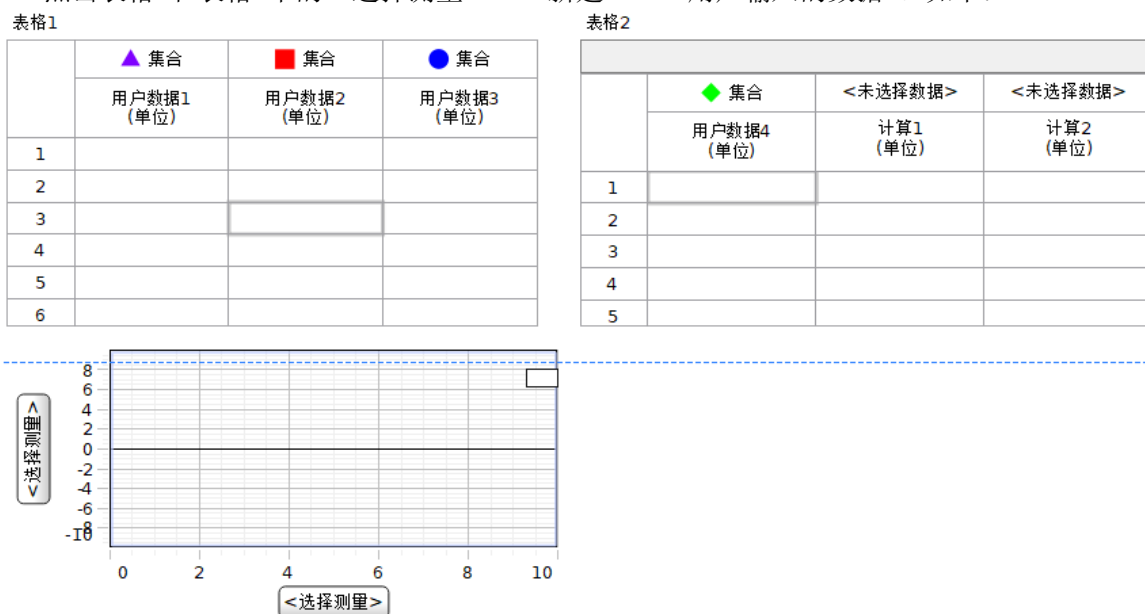 表格1
▲ 集合 ■ 集合 ● 集合
用户数据1 用户数据2 用户数据3
(单位) (单位) (单位)
1
2
3
4
5
6
表格2
◆ 集合 <未选择数据> <未选择数据>
用户数据4 计算1 计算2
(单位) (单位) (单位)
1
2
3
4
5
8
6
4
2
0
-2
-4
-6
-8
-10
<选择测量>
0 2 4 6 8 10
<选择测量>